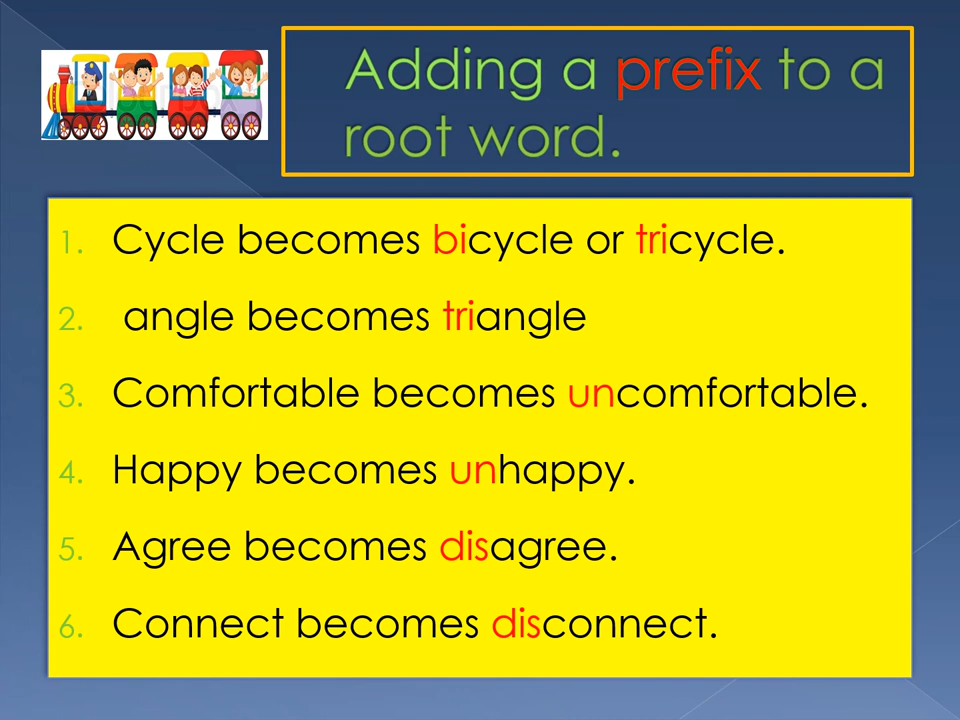 Adding a prefix to a
root word.
1. Cycle becomes bicycle or tricycle.
2. angle becomes triangle
3. Comfortable becomes uncomfortable.
4. Happy becomes unhappy.
5. Agree becomes disagree.
6. Connect becomes disconnect.